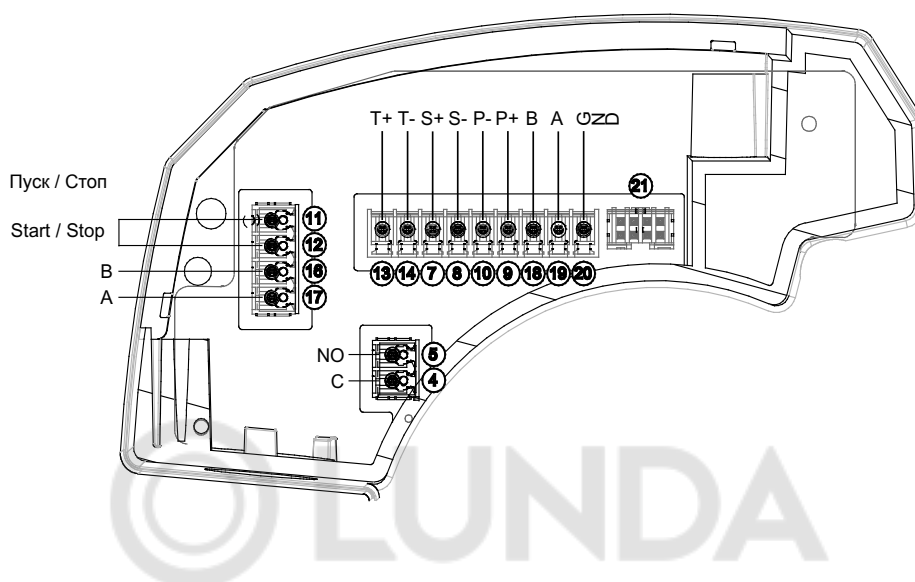 T+ T- S+ S- P- P+ B A GND
21
Пуск / Стоп
11
Start / Stop
12
B 16
A 17
13 14 7 8 10 9 18 19 20
NO 5
C 4
LUNDA